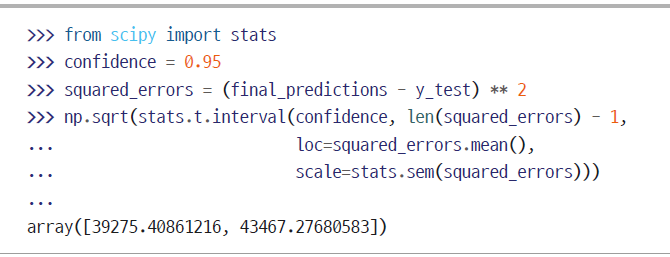 >>> from scipy import stats
>>> confidence = 0.95
>>> squared_errors = (final_predictions - y_test) ** 2
>>> np.sqrt(stats.t.interval(confidence, len(squared_errors) - 1,
...                          loc=squared_errors.mean(),
...                          scale=stats.sem(squared_errors)))
...
array([39275.40861216, 43467.27680583])